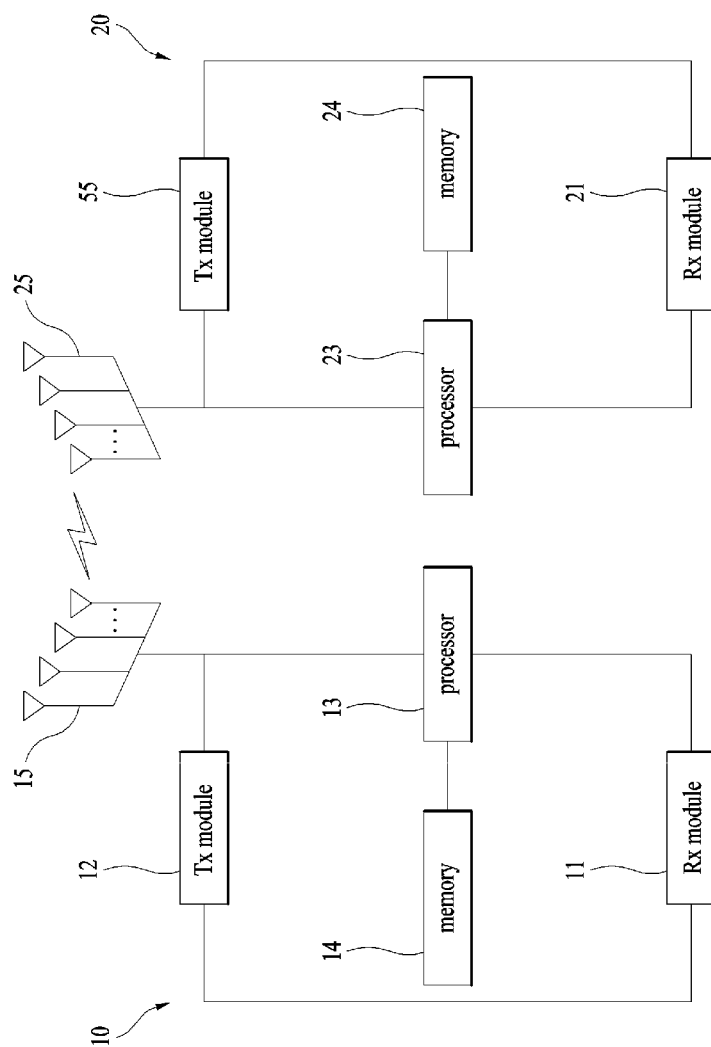 10
20
15
25
12
Tx module
55
Tx module
14
memory
13
processor
23
processor
24
memory
11
Rx module
21
Rx module